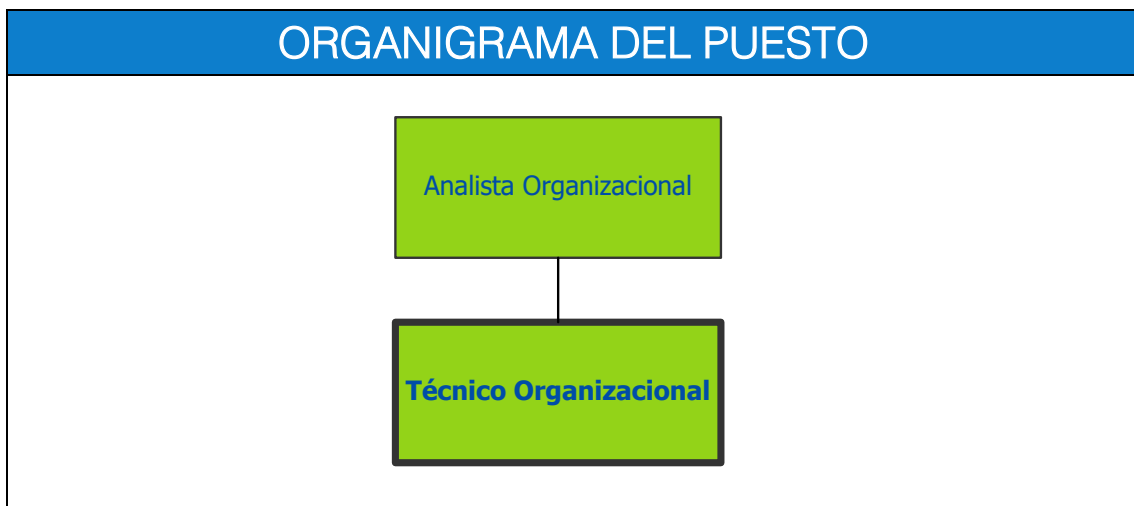 ORGANIGRAMA DEL PUESTO
Analista Organizacional
Técnico Organizacional